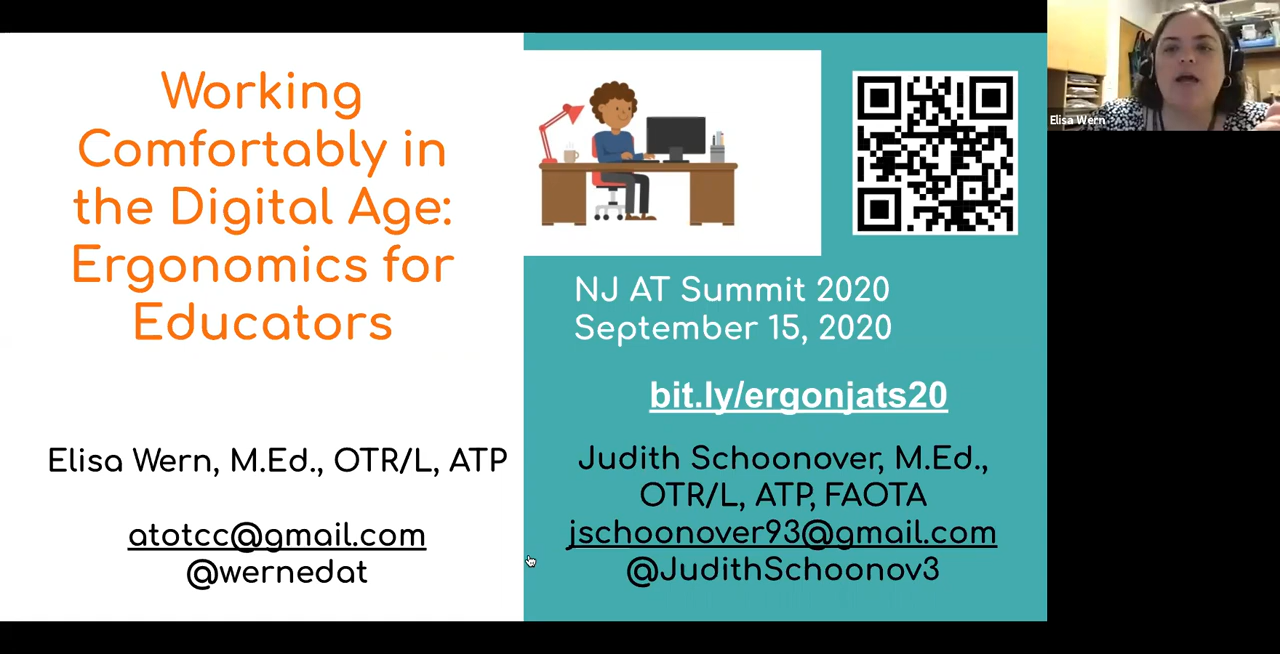 Working
Comfortably in
the Digital Age:
Ergonomics for
Educators
Elisa Wern, M.Ed., OTR/L, ATP
atotcc@gmail.com
@wernedat
NJ AT Summit 2020
September 15, 2020
bit.ly/ergonjats20
Judith Schoonover, M.Ed.,
OTR/L, ATP, FAOTA
jschoonover93@gmail.com
@JudithSchoonov3
Elisa Wern